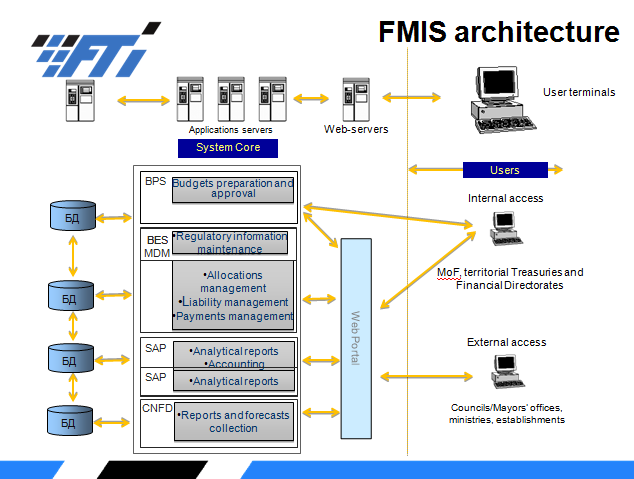 FMIS architecture
FTi
User terminals
Applications servers
Web-servers
System Core
Users
BPS
Budgets preparation and
approval
Internal access
БД
BES
•Regulatory information
maintenance
MDM
MoF, territorial Treasuries and
Financial Directorates
•Allocations
management
•Liability management
•Payments management
БД
Web Portal
External access
SAP
•Analytical reports
•Accounting
БД
SAP
•Analytical reports
CNFD
•Reports and forecasts
collection
БД
Councils/Mayors' offices,
ministries, establishments